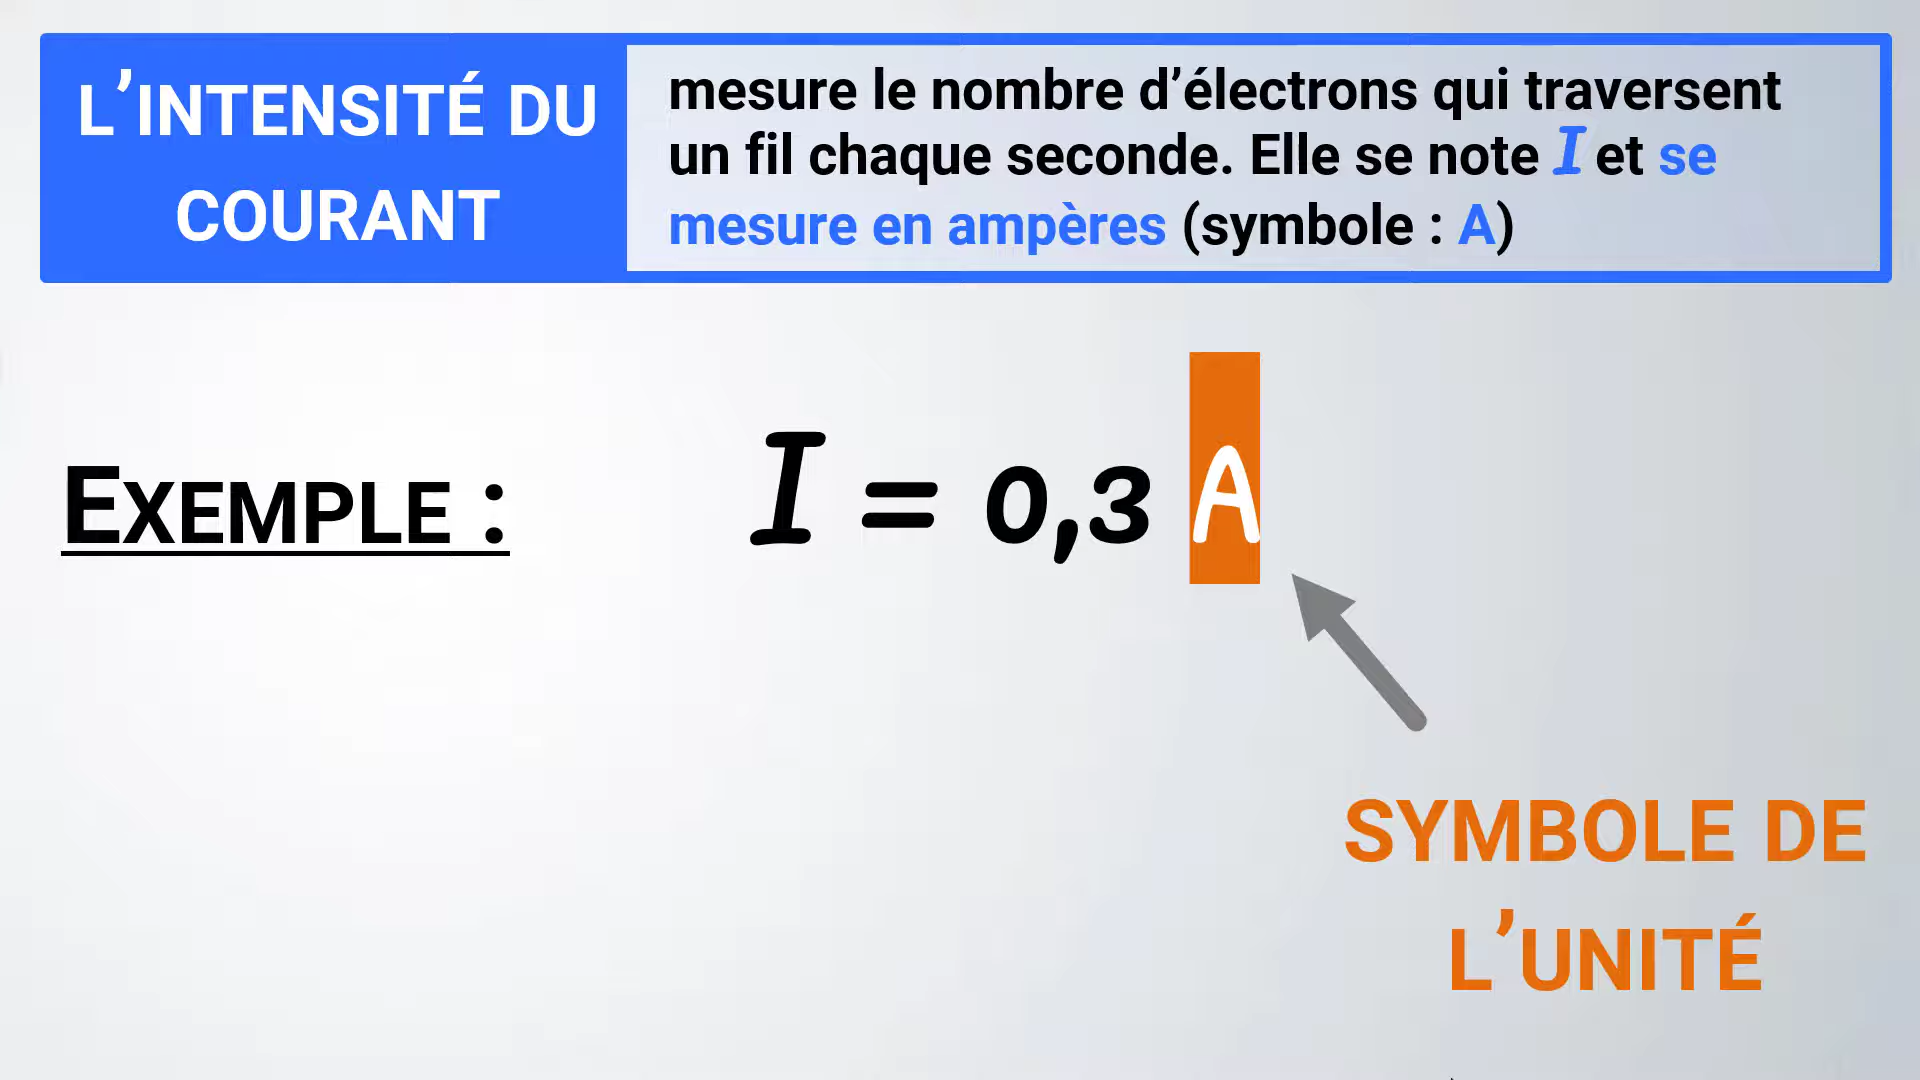 L’INTENSITÉ DU
COURANT
mesure le nombre d’électrons qui traversent
un fil chaque seconde. Elle se note I et se
mesure en ampères (symbole : A)
EXEMPLE :
I = 0,3 A
SYMBOLE DE
L’UNITÉ